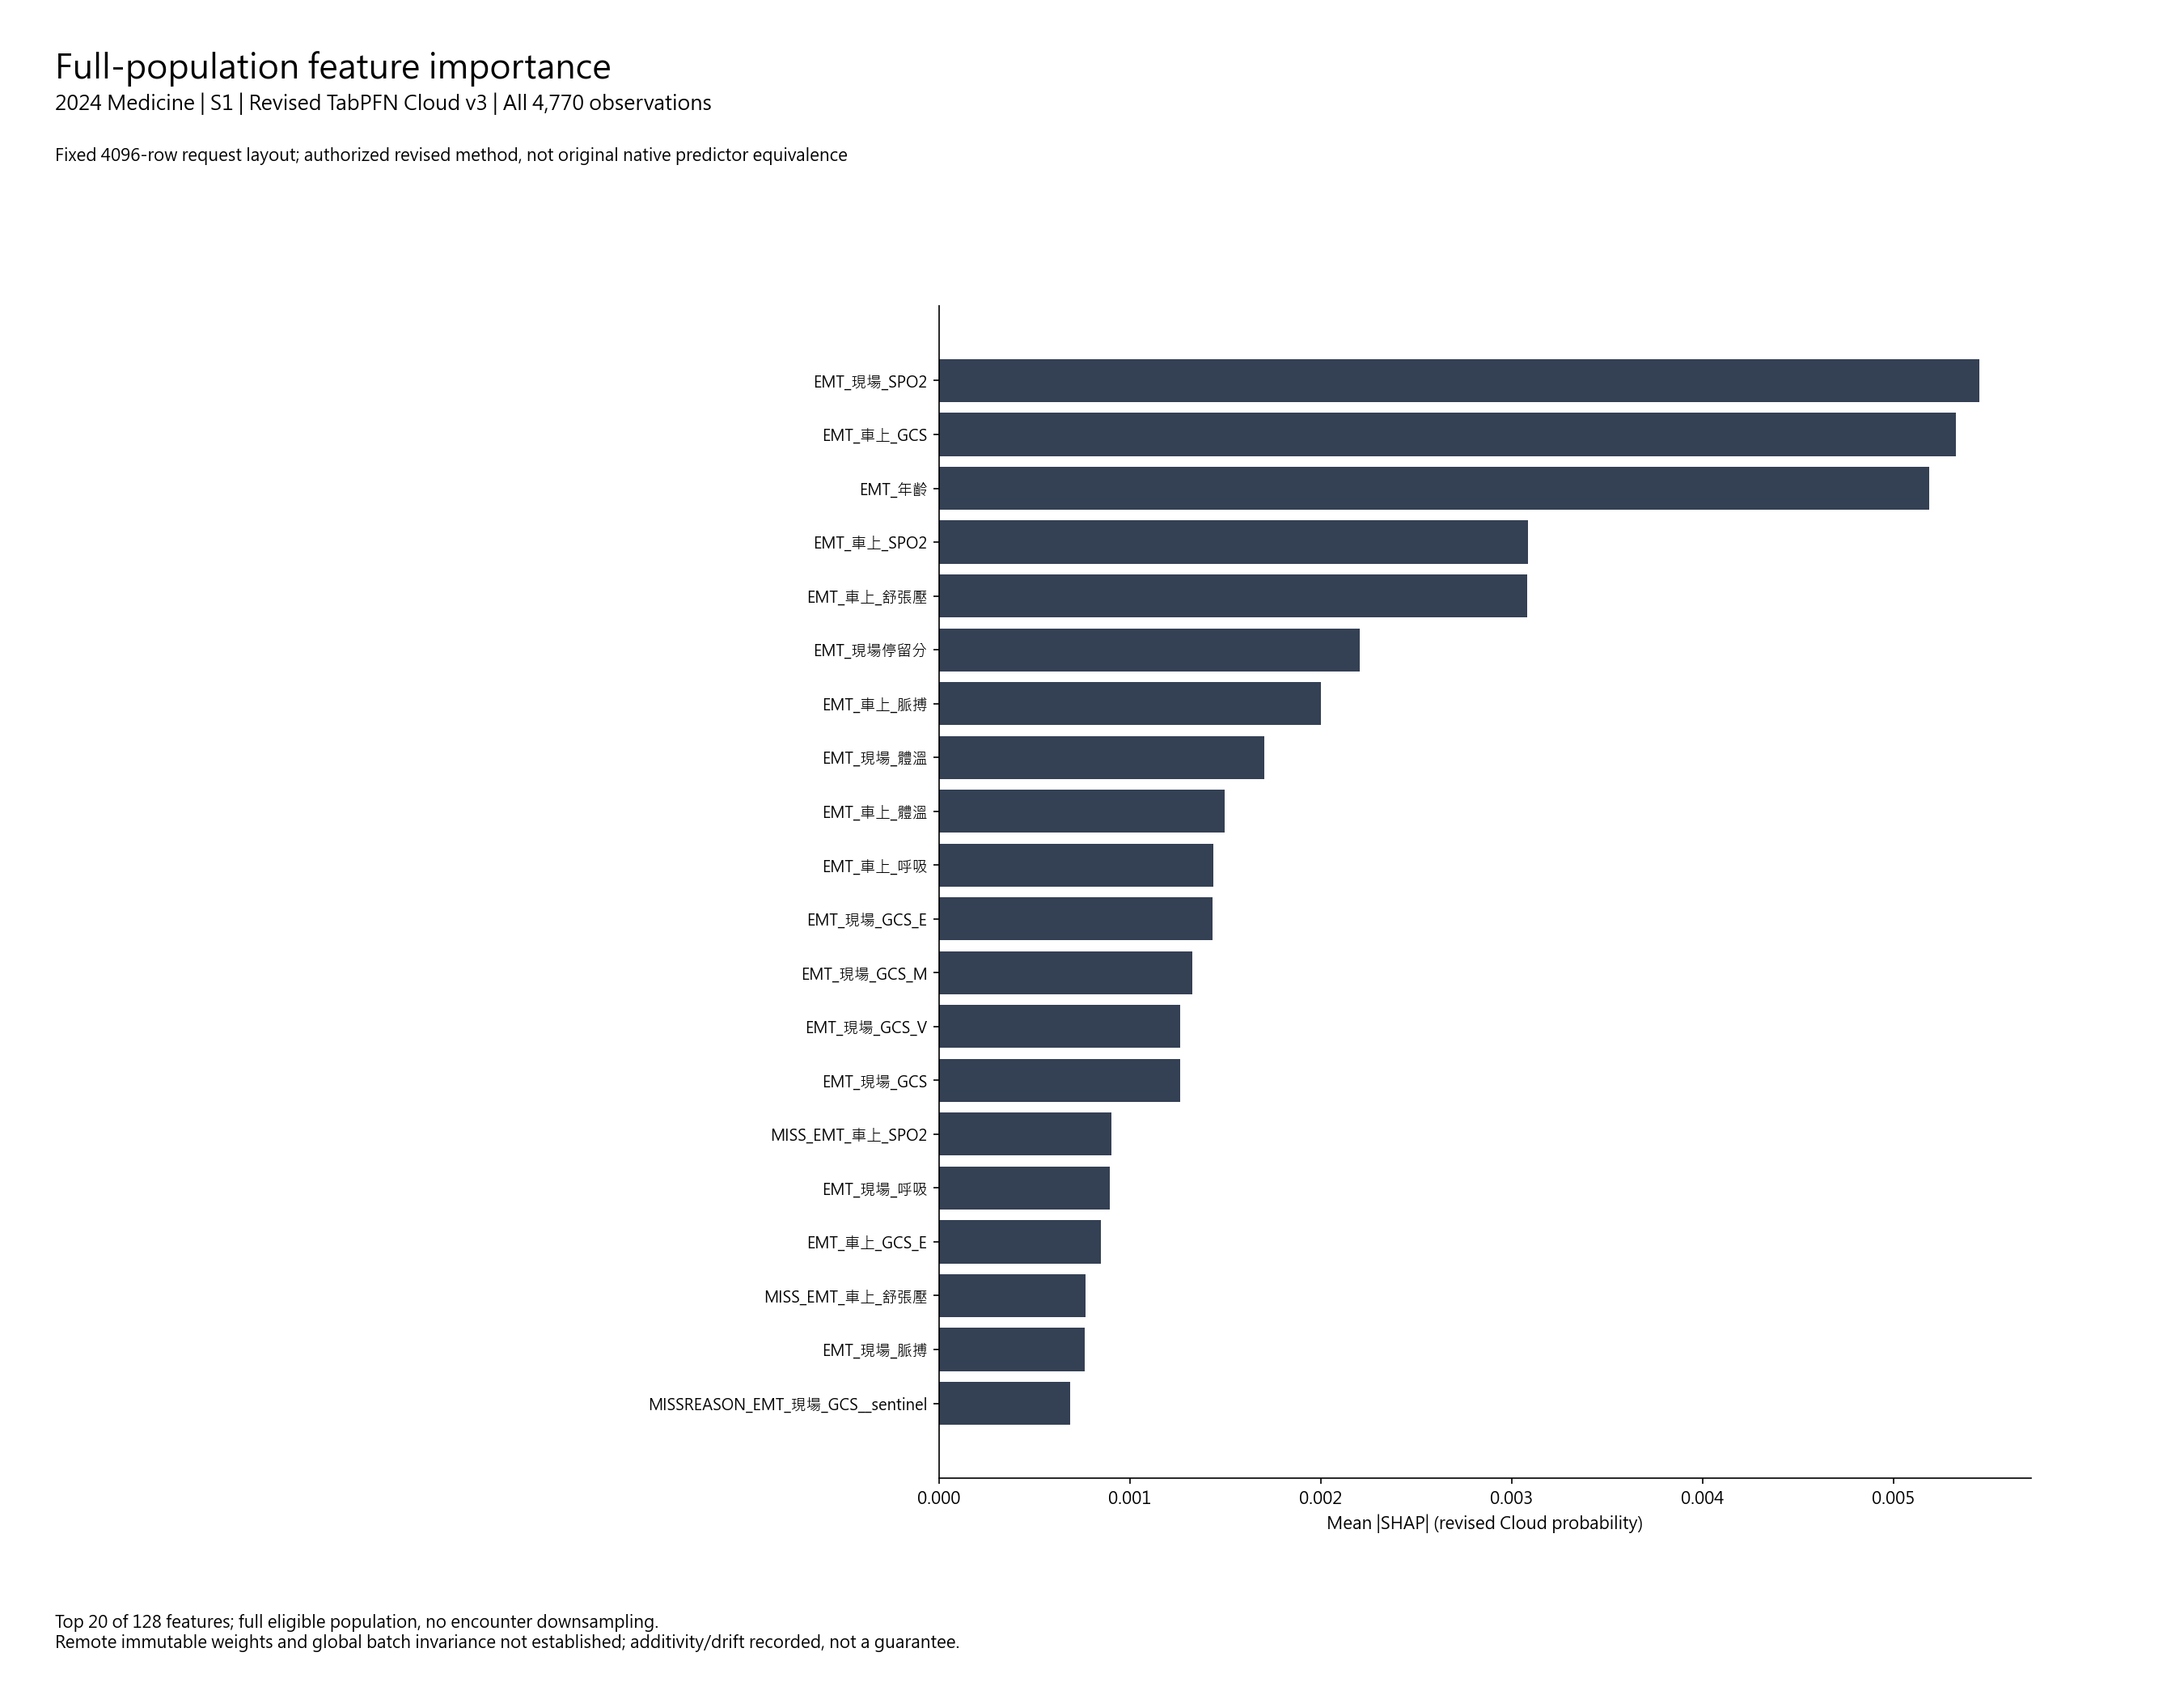 Full-population feature importance
2024 Medicine | S1 | Revised TabPFN Cloud v3 | All 4,770 observations
Fixed 4096-row request layout; authorized revised method, not original native predictor equivalence
EMT_現場_SPO2
EMT_車上_GCS
EMT_年齡
EMT_車上_SPO2
EMT_車上_舒張壓
EMT_現場停留分
EMT_車上_脈搏
EMT_現場_體溫
EMT_車上_體溫
EMT_車上_呼吸
EMT_現場_GCS_E
EMT_現場_GCS_M
EMT_現場_GCS_V
EMT_現場_GCS
MISS_EMT_車上_SPO2
EMT_現場_呼吸
EMT_車上_GCS_E
MISS_EMT_車上_舒張壓
EMT_現場_脈搏
MISSREASON_EMT_現場_GCS__sentinel
0.000 0.001 0.002 0.003 0.004 0.005
Mean |SHAP| (revised Cloud probability)
Top 20 of 128 features; full eligible population, no encounter downsampling.
Remote immutable weights and global batch invariance not established; additivity/drift recorded, not a guarantee.